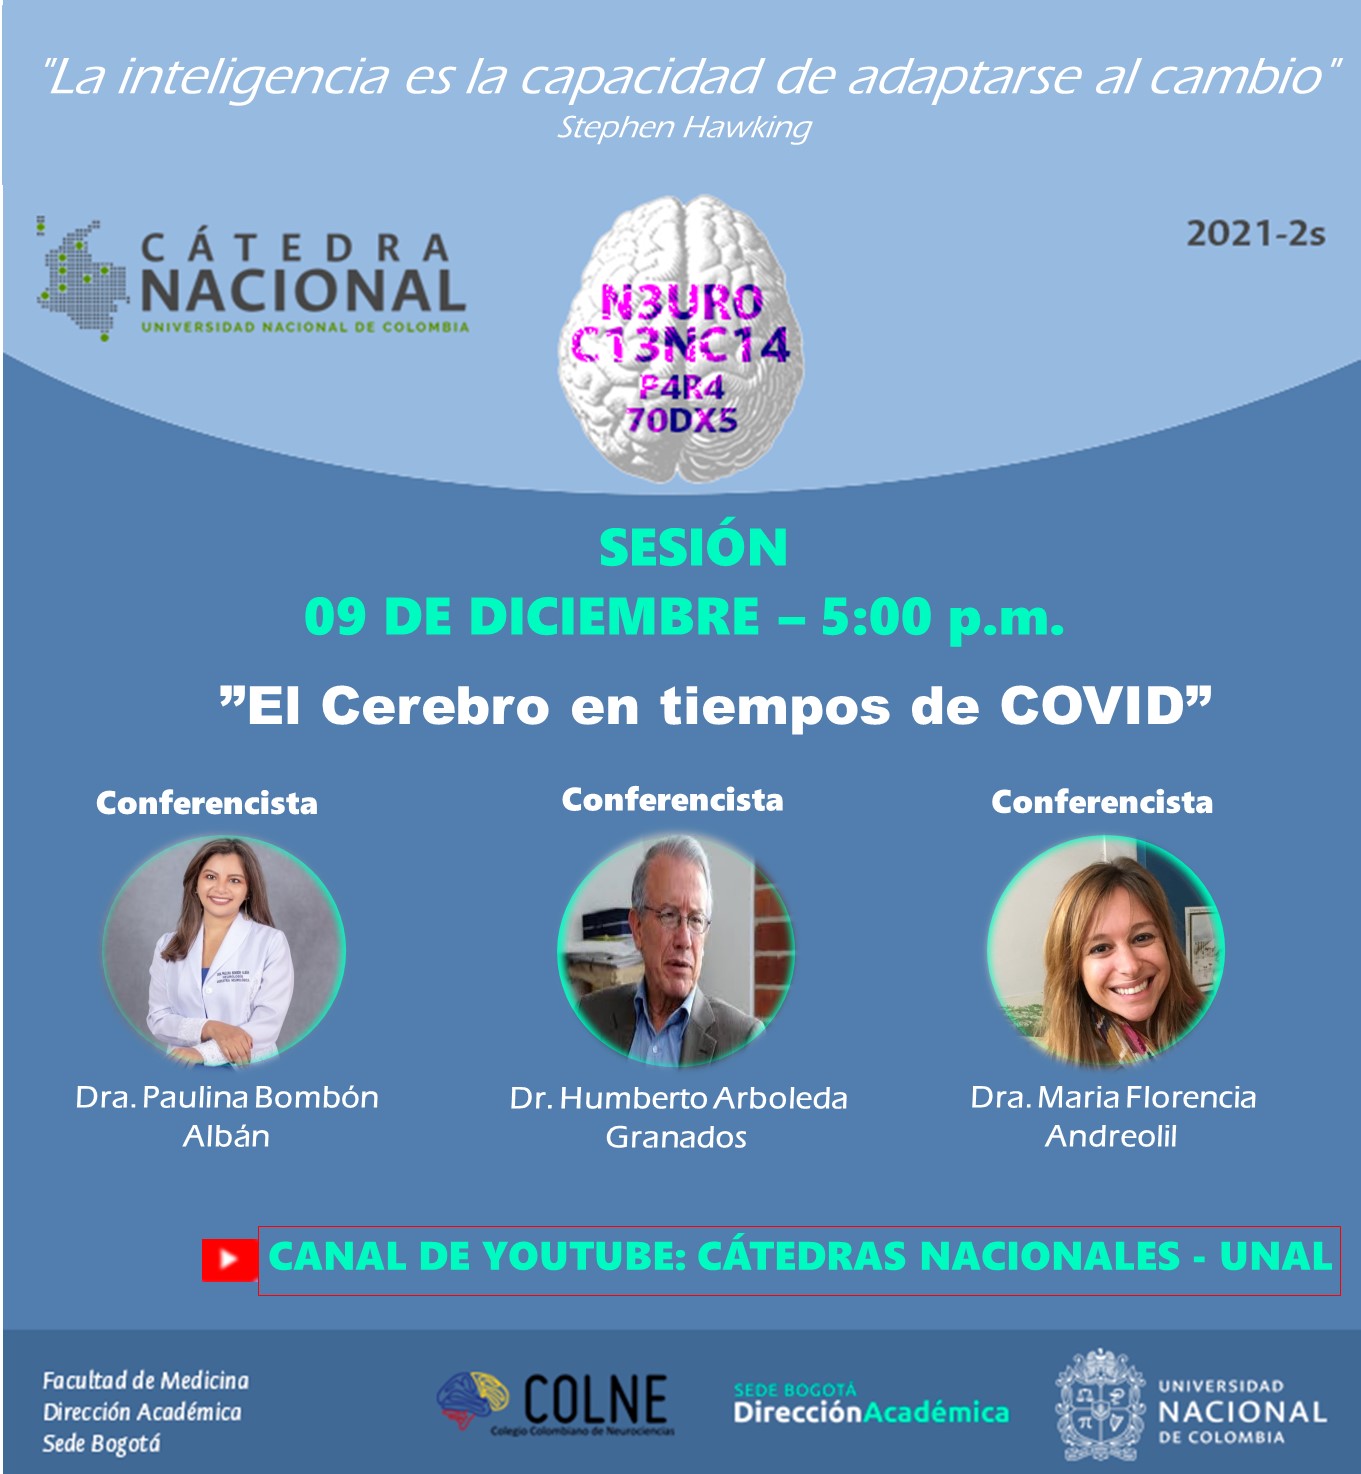 "La inteligencia es la capacidad de adaptarse al cambio"
Stephen Hawking
CÁTEDRA
NACIONAL
UNIVERSIDAD NACIONAL DE COLOMBIA
2021-2s
N3UR0
C13NC14
P4R4
70DX5
SESIÓN
09 DE DICIEMBRE – 5:00 p.m.
”El Cerebro en tiempos de COVID”
Conferencista
Conferencista
Conferencista
Dra. Paulina Bombón
Albán
Dr. Humberto Arboleda
Granados
Dra. Maria Florencia
Andreolil
CANAL DE YOUTUBE: CÁTEDRAS NACIONALES - UNAL
Facultad de Medicina
Dirección Académica
Sede Bogotá
COLNE
Colegio Colombiano de Neurociencias
SEDE BOGOTÁ
DirecciónAcadémica
UNIVERSIDAD
NACIONAL
DE COLOMBIA